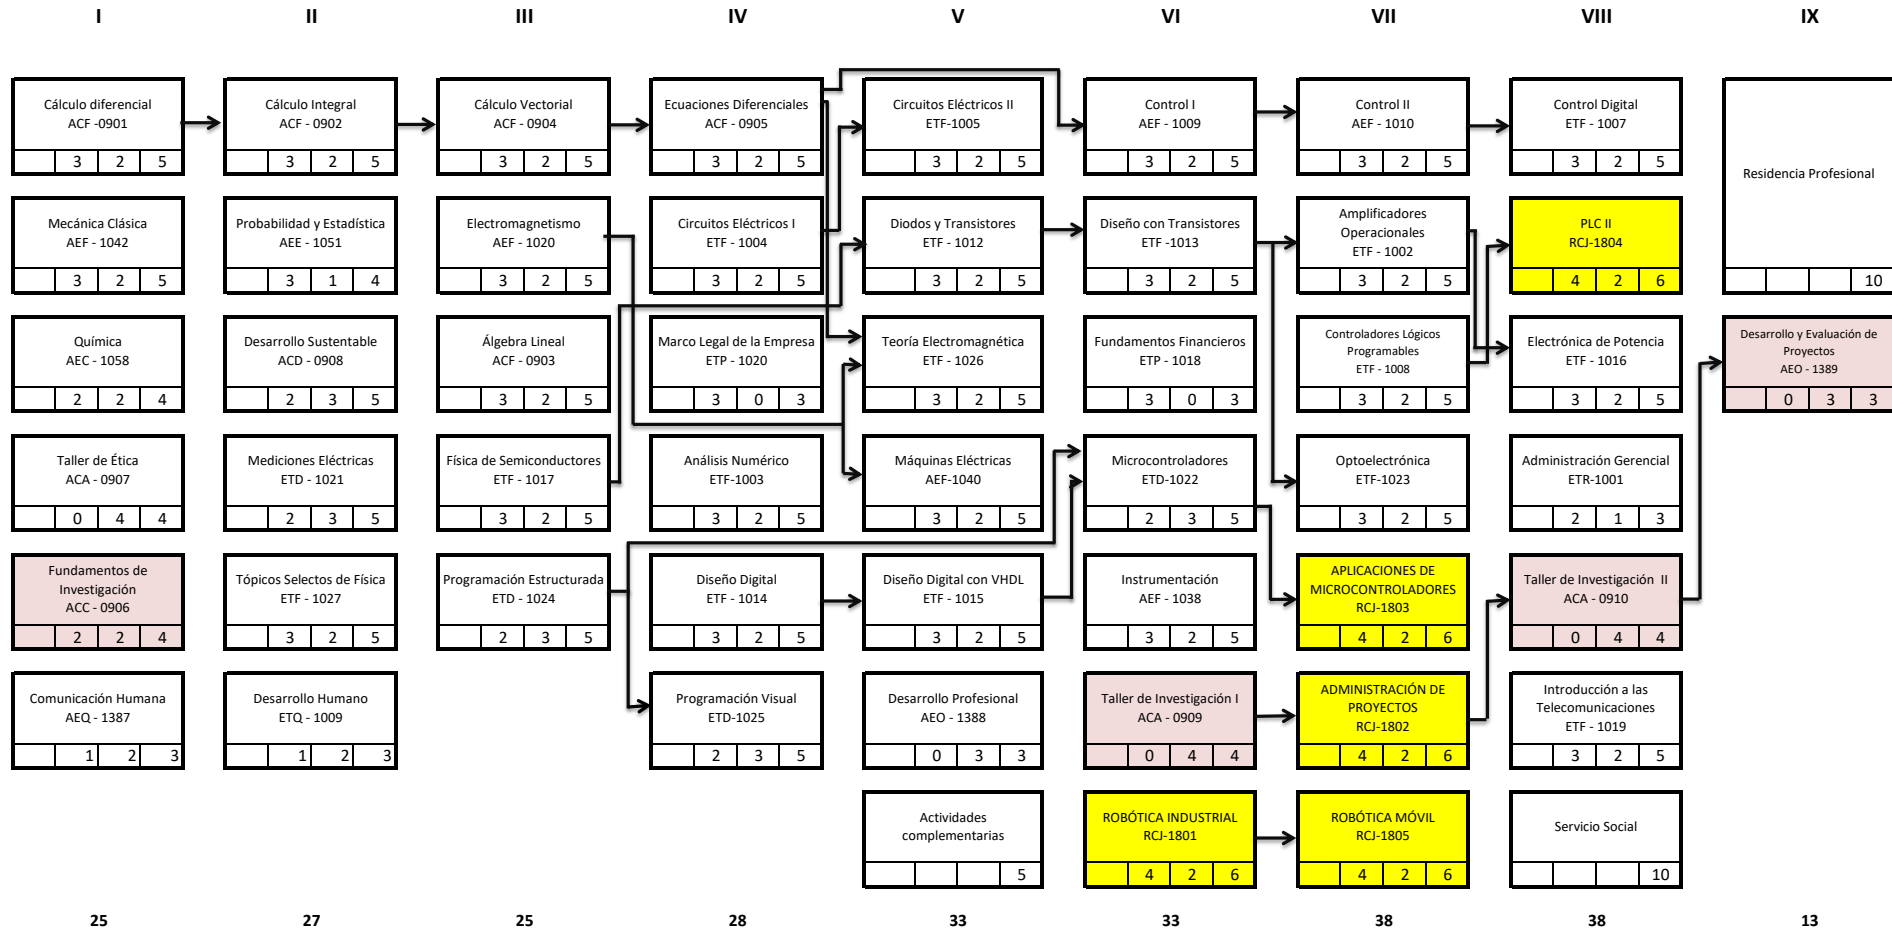 I II III IV V VI VII VIII IX
Cálculo diferencial
ACF -0901
3 2 5
Cálculo Integral
ACF - 0902
3 2 5
Cálculo Vectorial
ACF - 0904
3 2 5
Ecuaciones Diferenciales
ACF - 0905
3 2 5
Circuitos Eléctricos II
ETF-1005
3 2 5
Control I
AEF - 1009
3 2 5
Control II
AEF - 1010
3 2 5
Control Digital
ETF - 1007
3 2 5
Residencia Profesional
10
Mecánica Clásica
AEF - 1042
3 2 5
Probabilidad y Estadística
AEE - 1051
3 1 4
Electromagnetismo
AEF - 1020
3 2 5
Circuitos Eléctricos I
ETF - 1004
3 2 5
Diodos y Transistores
ETF - 1012
3 2 5
Diseño con Transistores
ETF -1013
3 2 5
Amplificadores
Operacionales
ETF - 1002
3 2 5
PLC II
RCJ-1804
4 2 6
Química
AEC - 1058
2 2 4
Desarrollo Sustentable
ACD - 0908
2 3 5
Álgebra Lineal
ACF - 0903
3 2 5
Marco Legal de la Empresa
ETP - 1020
3 0 3
Teoría Electromagnética
ETF - 1026
3 2 5
Fundamentos Financieros
ETP - 1018
3 0 3
Controladores Lógicos
Programables
ETF - 1008
3 2 5
Electrónica de Potencia
ETF - 1016
3 2 5
Desarrollo y Evaluación de
Proyectos
AEO - 1389
0 3 3
Taller de Ética
ACA - 0907
0 4 4
Mediciones Eléctricas
ETD - 1021
2 3 5
Física de Semiconductores
ETF - 1017
3 2 5
Análisis Numérico
ETF-1003
3 2 5
Máquinas Eléctricas
AEF-1040
3 2 5
Microcontroladores
ETD-1022
2 3 5
Optoelectrónica
ETF-1023
3 2 5
Administración Gerencial
ETR-1001
2 1 3
Fundamentos de
Investigación
ACC - 0906
2 2 4
Tópicos Selectos de Física
ETF - 1027
3 2 5
Programación Estructurada
ETD - 1024
2 3 5
Diseño Digital
ETF - 1014
3 2 5
Diseño Digital con VHDL
ETF - 1015
3 2 5
Instrumentación
AEF - 1038
3 2 5
APLICACIONES DE
MICROCONTROLADORES
RCJ-1803
4 2 6
Taller de Investigación II
ACA - 0910
0 4 4
Comunicación Humana
AEQ - 1387
1 2 3
Desarrollo Humano
ETQ - 1009
1 2 3
Programación Visual
ETD-1025
2 3 5
Desarrollo Profesional
AEO - 1388
0 3 3
Taller de Investigación I
ACA - 0909
0 4 4
ADMINISTRACIÓN DE
PROYECTOS
RCJ-1802
4 2 6
Introducción a las
Telecomunicaciones
ETF - 1019
3 2 5
Actividades
complementarias
5
ROBÓTICA INDUSTRIAL
RCJ-1801
4 2 6
ROBÓTICA MÓVIL
RCJ-1805
4 2 6
Servicio Social
10
25 27 25 28 33 33 38 38 13